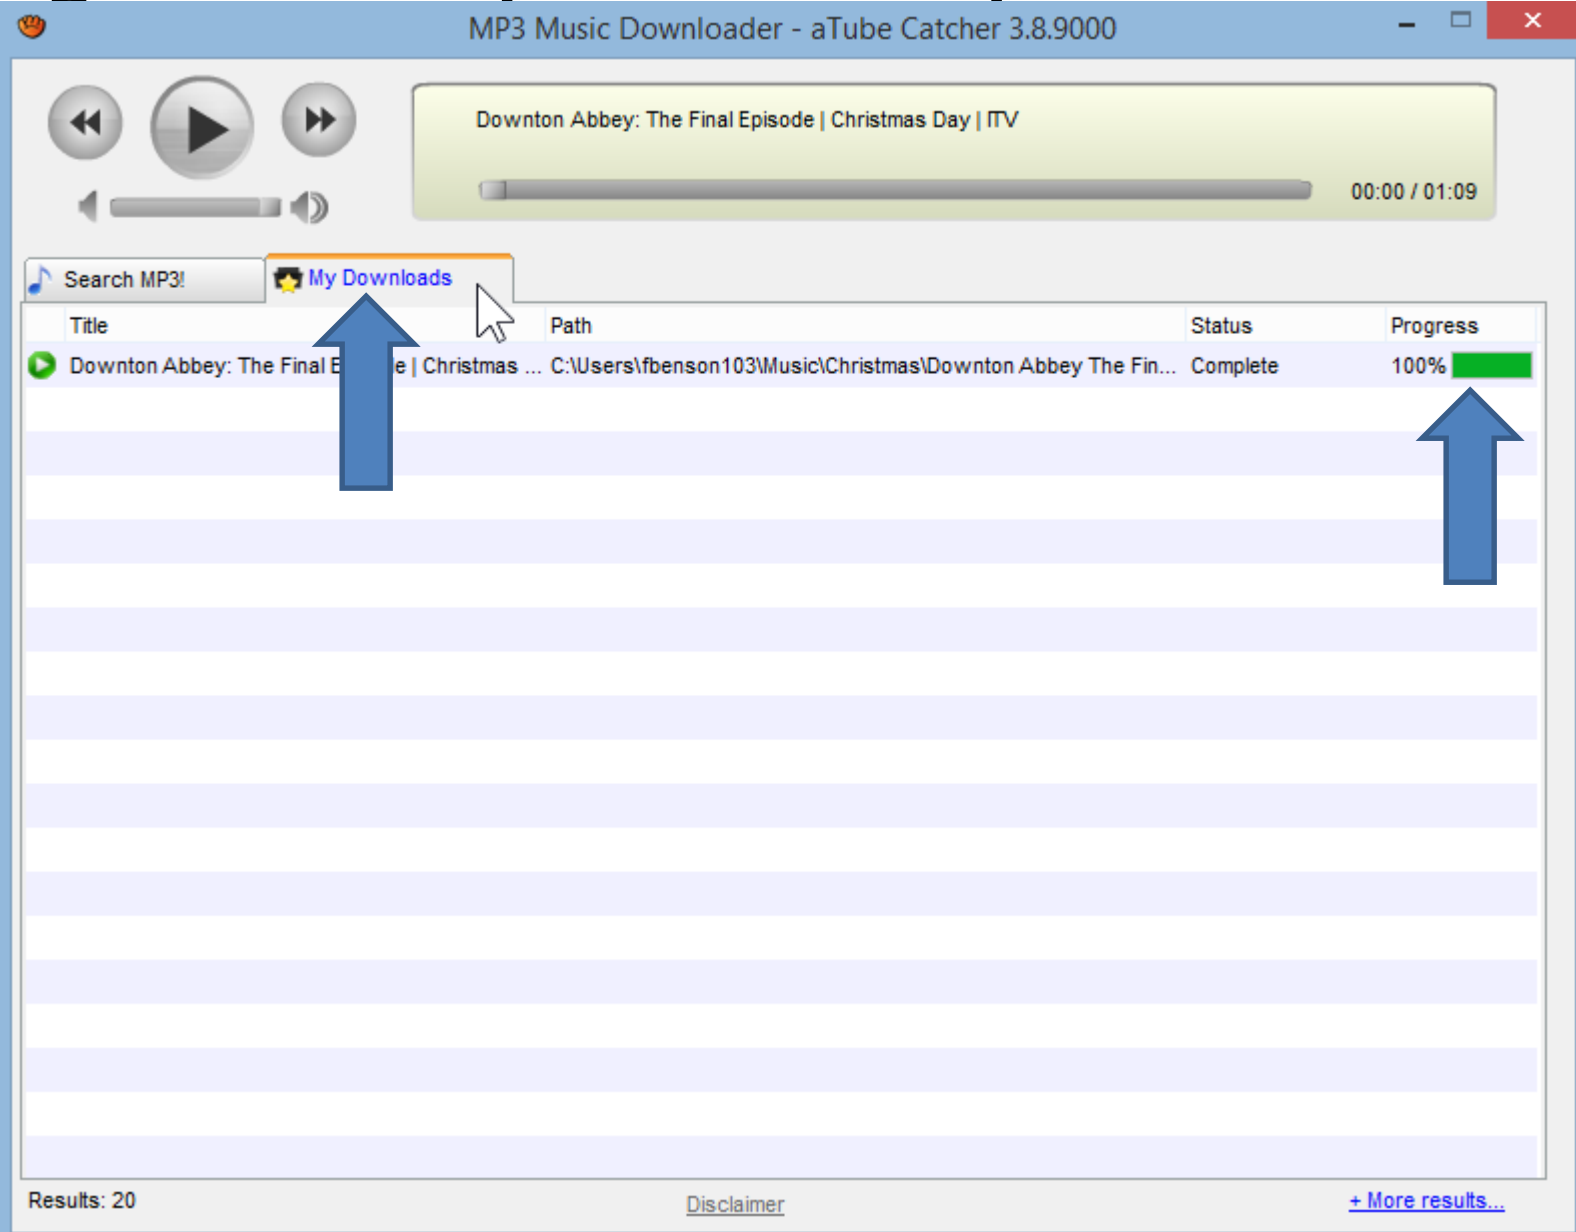 MP3 Music Downloader - aTube Catcher 3.8.9000
Downton Abbey: The Final Episode | Christmas Day | ITV
00:00 / 01:09
Search MP3!
My Downloads
Title Path Status Progress
Downton Abbey: The Final | Christmas ... C:\Users\fbenson103\Music\Christmas\Downton Abbey The Fin... Complete 100%
Results: 20
Disclaimer
+ More results...